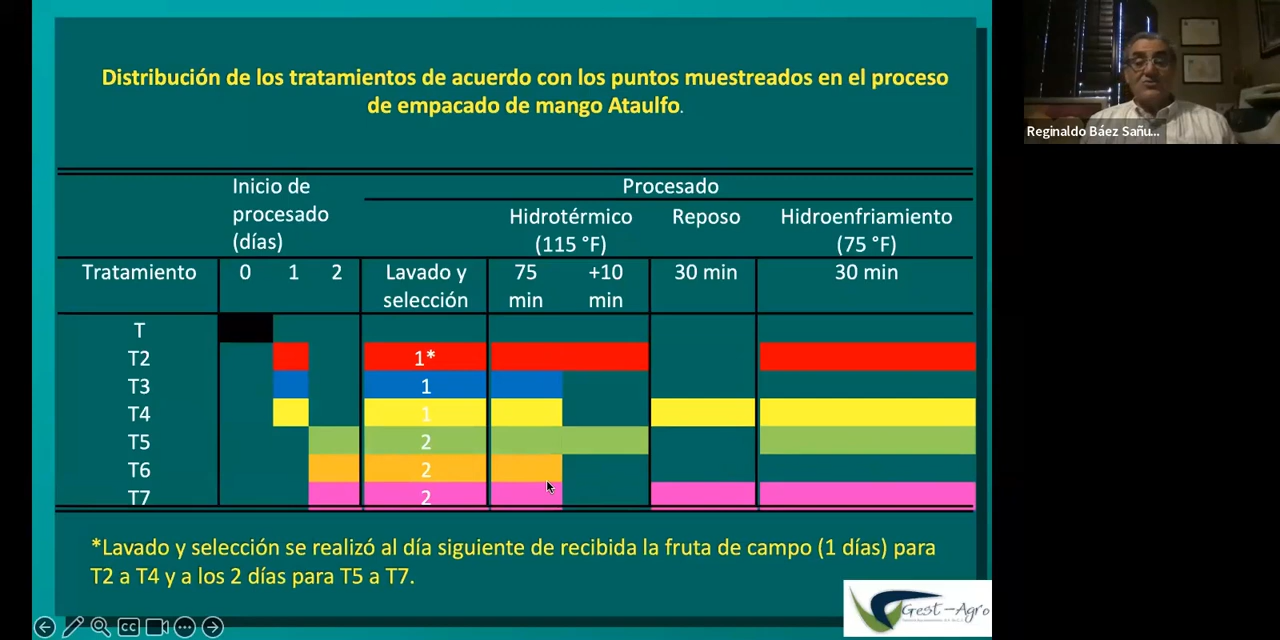 Distribución de los tratamientos de acuerdo con los puntos muestreados en el proceso
de empacado de mango Ataulfo.
Reginaldo Báez Sañu...
Inicio de
procesado
(días)
Procesado
Hidrotérmico
(115 °F)
Reposo
Hidroenfriamiento
(75 °F)
Tratamiento 0 1 2 Lavado y
selección
75
min
+10
min
30 min 30 min
T
T2 1*
T3 1
T4 1
T5 2
T6 2
T7 2
*Lavado y selección se realizó al día siguiente de recibida la fruta de campo (1 días) para
T2 a T4 y a los 2 días para T5 a T7.
Grest-Agro
CC